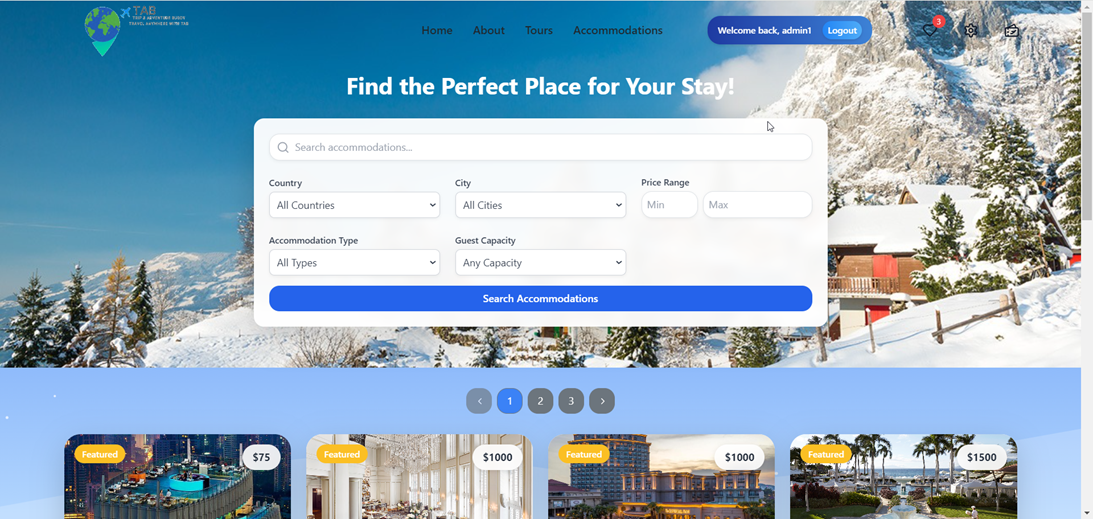 TAB
TRIP & ADVENTURE BUDDY
TRAVEL ANYWHERE WITH TAB
Home About Tours Accommodations
Welcome back, admin1 Logout
3
Find the Perfect Place for Your Stay!
Search accommodations...
Country City Price Range
All Countries All Cities Min Max
Accommodation Type Guest Capacity
All Types Any Capacity
Search Accommodations
‹ 1 2 3 ›
Featured $75 Featured $1000 Featured $1000 Featured $1500